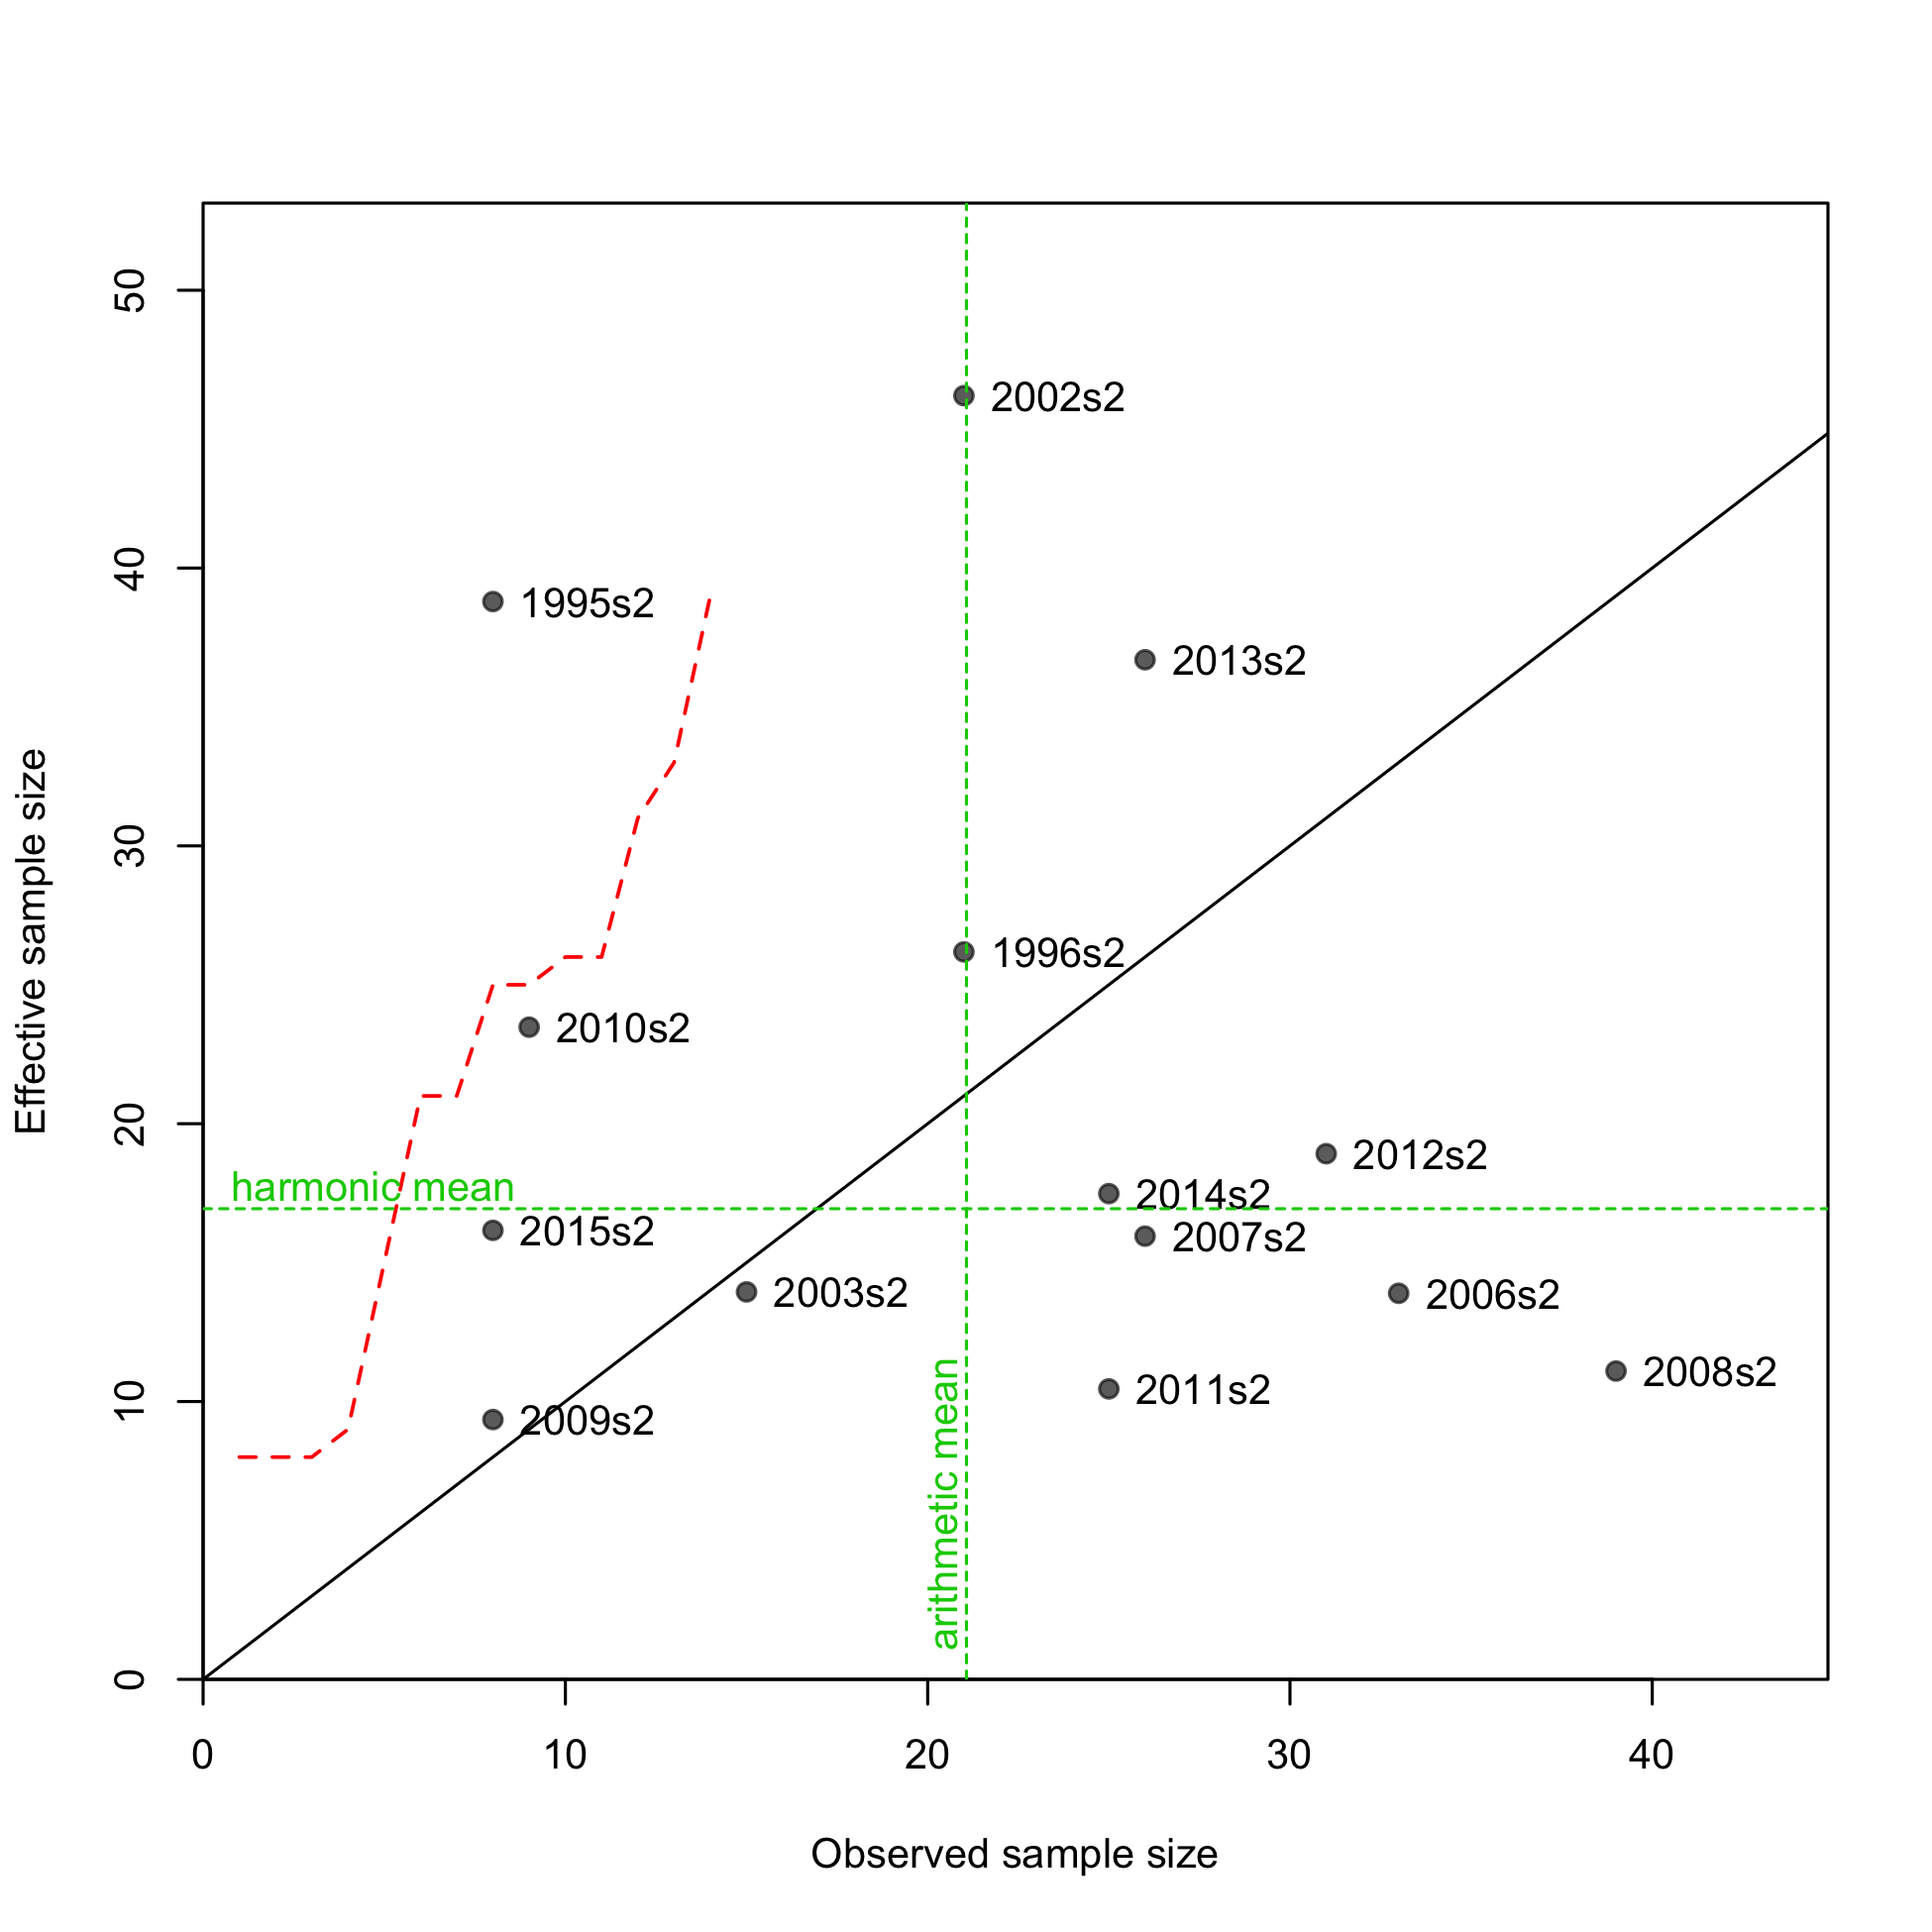 50
40
30
20
10
0
Effective sample size
2002s2
1995s2
2013s2
1996s2
2010s2
2012s2
harmonic mean
2014s2
2015s2
2007s2
2003s2
2006s2
2008s2
2011s2
2009s2
arithmetic mean
0 10 20 30 40
Observed sample size